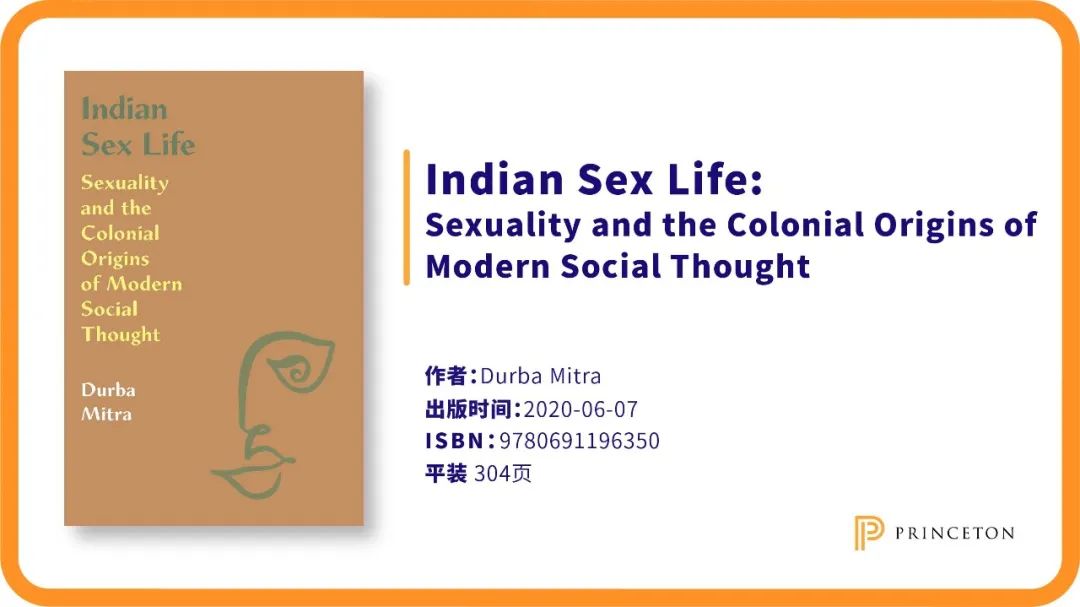 Indian
Sex Life
Sexuality
and the
Colonial
Origins
of Modern
Social
Thought
Durba
Mitra
Indian Sex Life:
Sexuality and the Colonial Origins of
Modern Social Thought
作者:Durba Mitra
出版时间:2020-06-07
ISBN:9780691196350
平装 304页
PRINCETON